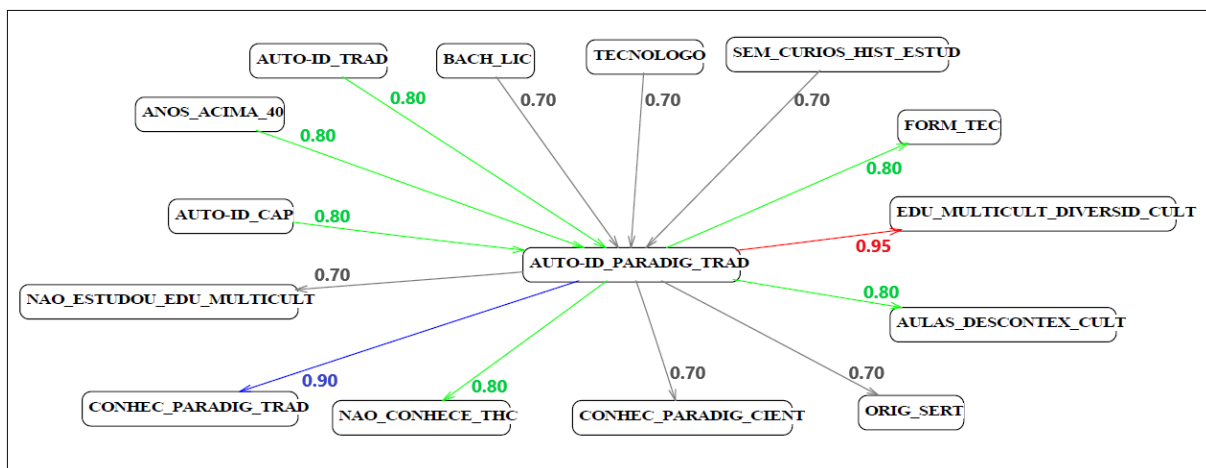 AUTO-ID_TRAD
BACH_LIC
TECNOLOGO
SEM_CURIOS_HIST_ESTUD
0.80
0.70
0.70
0.70
ANOS_ACIMA_40
0.80
FORM_TEC
0.80
AUTO-ID_CAP
0.80
EDU_MULTICULT_DIVERSID_CULT
0.95
AUTO-ID_PARADIG_TRAD
0.70
NAO_ESTUDOU_EDU_MULTICULT
0.80
AULAS_DESCONTEX_CULT
0.90
0.80
0.70
0.70
CONHEC_PARADIG_TRAD
NAO_CONHECE_THC
CONHEC_PARADIG_CIENT
ORIG_SERT